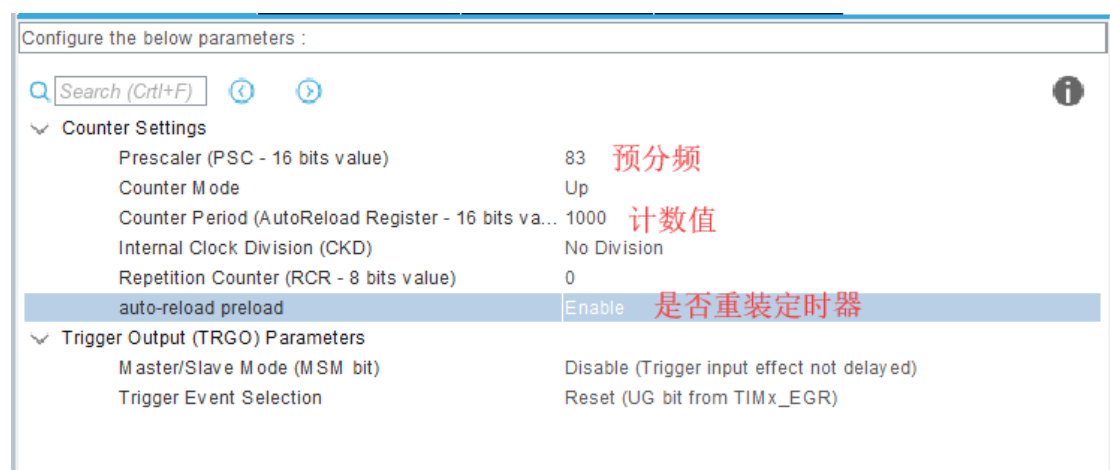 Configure the below parameters :
Search (Crtl+F)
Counter Settings
Prescaler (PSC - 16 bits value) 83 预分频
Counter Mode Up
Counter Period (AutoReload Register - 16 bits va... 1000 计数值
Internal Clock Division (CKD) No Division
Repetition Counter (RCR - 8 bits value) 0
auto-reload preload Enable 是否重装定时器
Trigger Output (TRGO) Parameters
Master/Slave Mode (MSM bit) Disable (Trigger input effect not delayed)
Trigger Event Selection Reset (UG bit from TIMx_EGR)